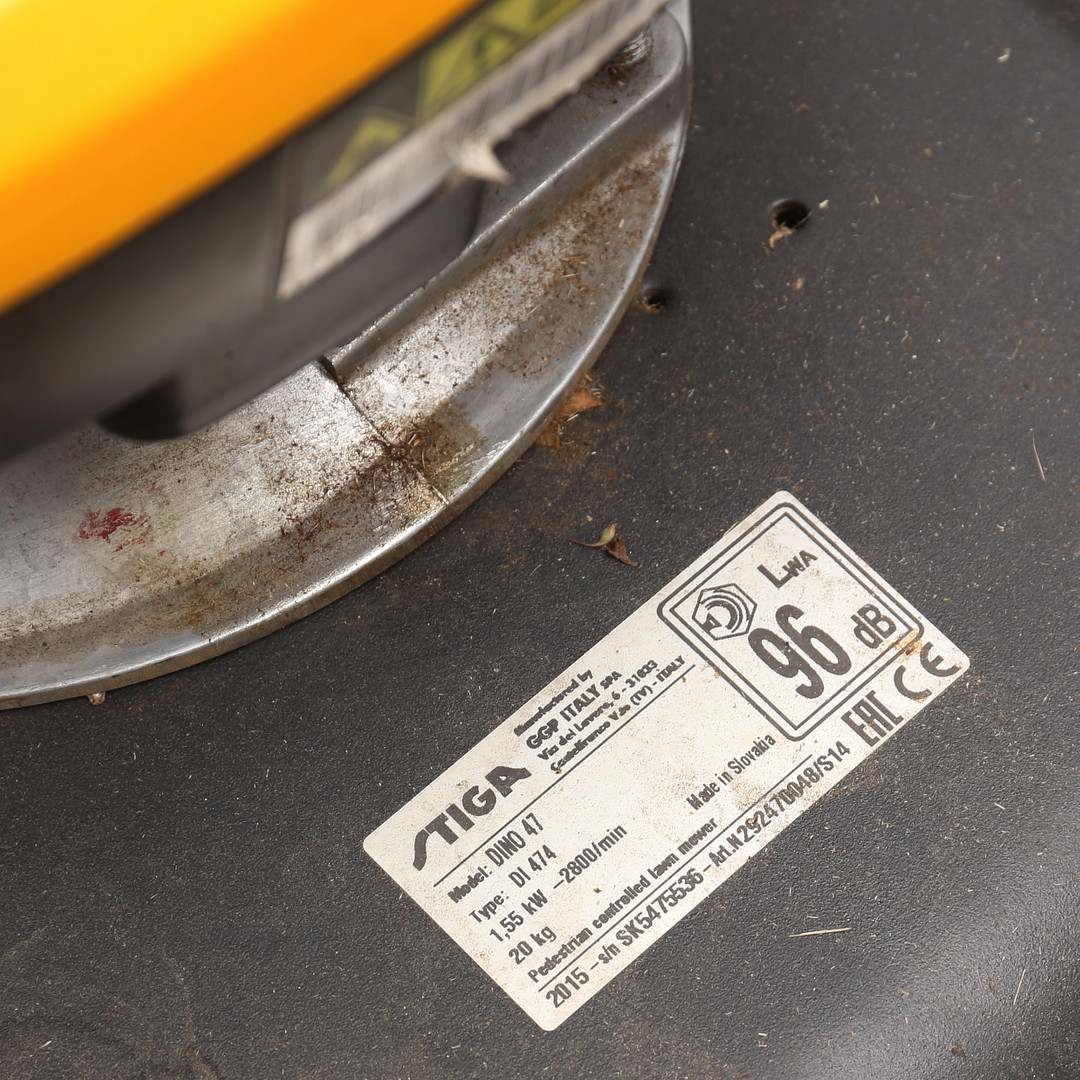 STIGA
Manufactured by
GGP ITALY SPA
Via del Lavoro, 6 - 31033
Castelfranco V.to (TV) - ITALY
LWA
96 dB
Model: DINO 47
Type: DI 474
1,55 kW -2800/min
20 kg
Made in Slovakia
EAC CE
Pedestrian controlled lawn mower
2015 -s/n SK5475536 -Art.N292470048/S14